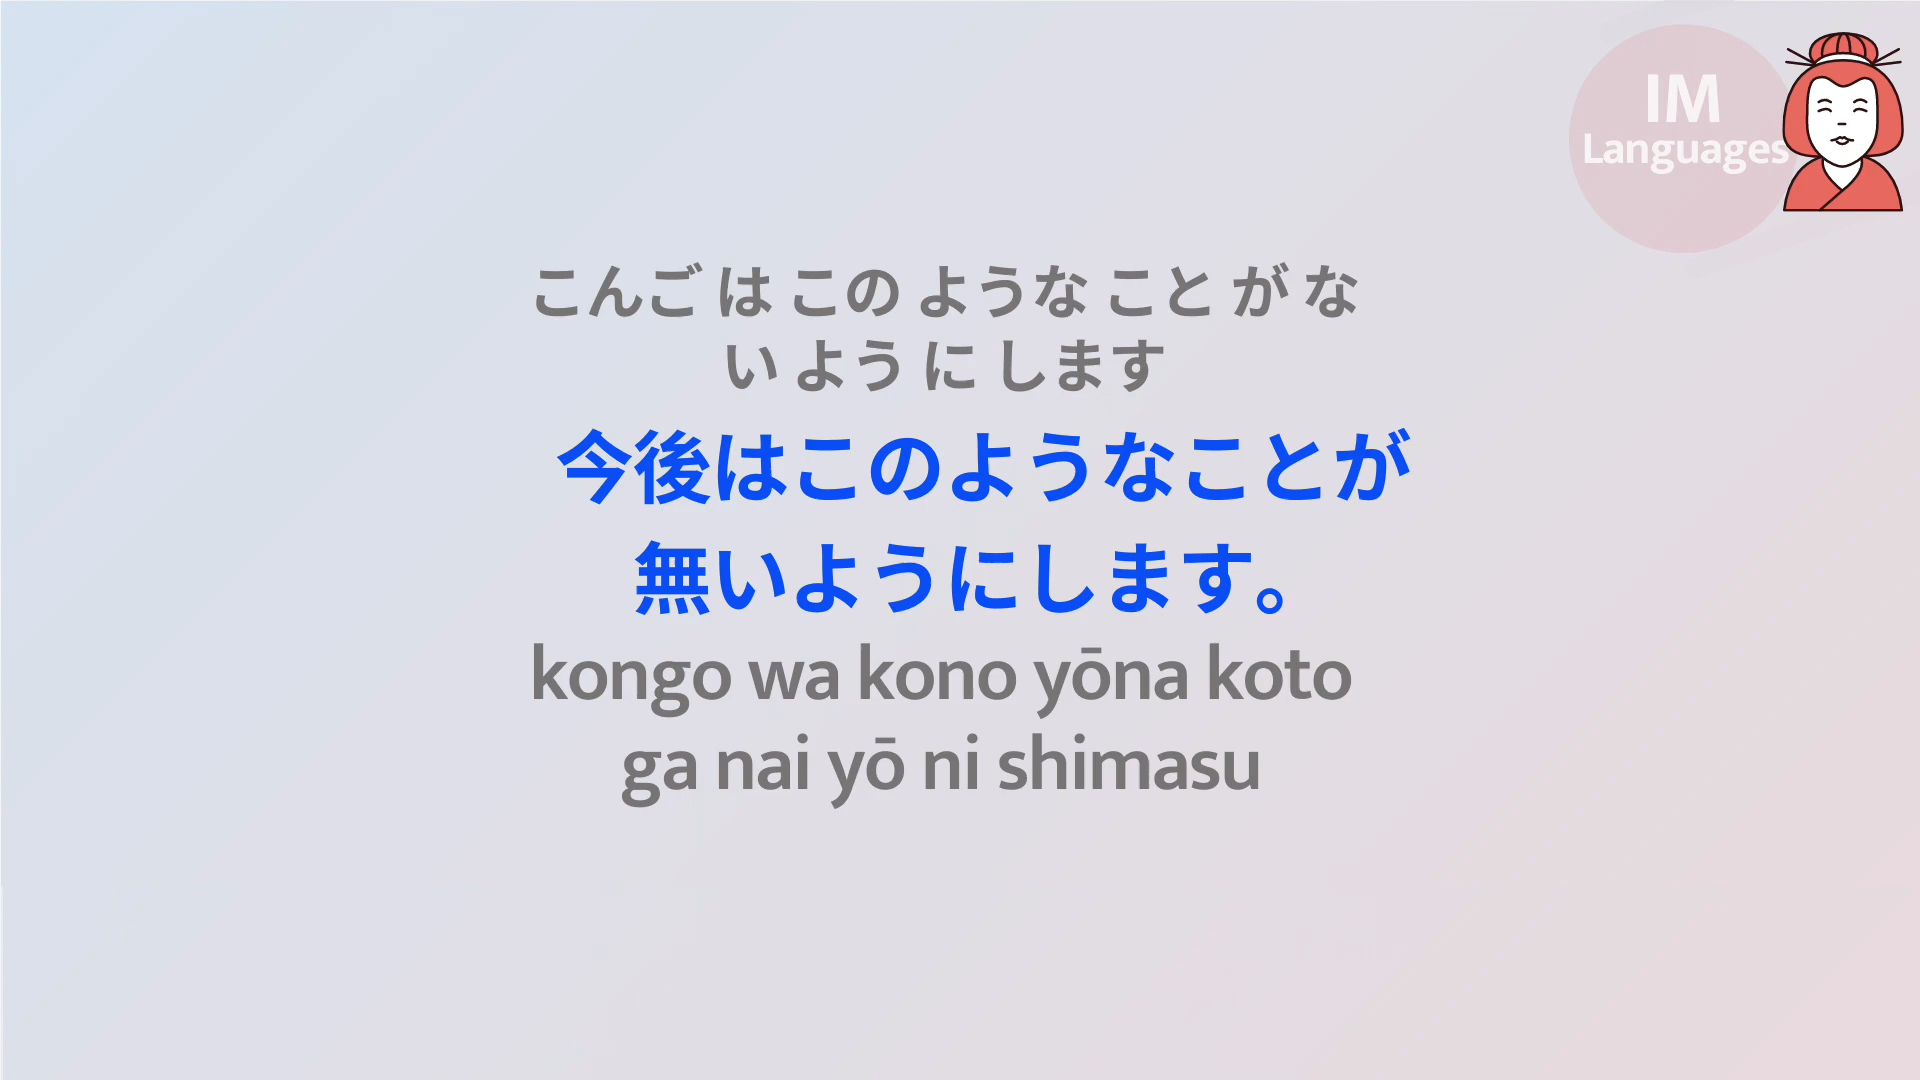 IM
Languages
こんご は この ような こと が な
い よう に します
今後はこのようなことが
無いようにします。
kongo wa kono yōna koto
ga nai yō ni shimasu